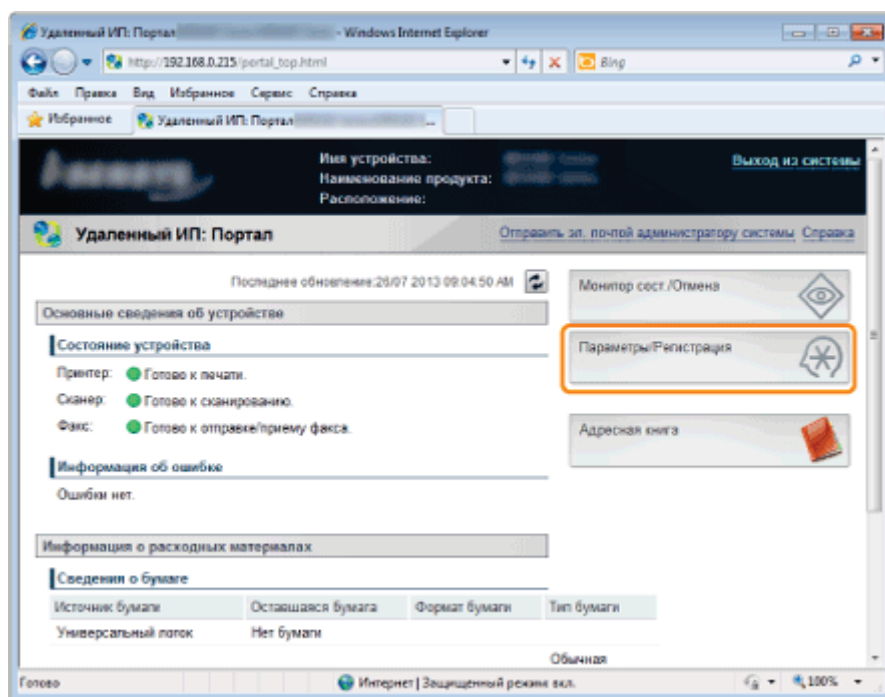 Удаленный ИП: Портал - Windows Internet Explorer
http://192.168.0.215/portal_top.html
Bing
Файл Правка Вид Избранное Сервис Справка
Избранное Удаленный ИП: Портал ...
Имя устройства:
Наименование продукта:
Расположение:
Выход из системы
Удаленный ИП: Портал
Отправить эл. почтой администратору системы Справка
Последнее обновление:26/07 2013 09:04:50 AM
Монитор сост./Отмена
Основные сведения об устройстве
Состояние устройства
Параметры/Регистрация
Принтер: Готово к печати.
Сканер: Готово к сканированию.
Факс: Готово к отправке/приему факса.
Адресная книга
Информация об ошибке
Ошибки нет.
Информация о расходных материалах
Сведения о бумаге
Источник бумаги Оставшаяся бумага Формат бумаги Тип бумаги
Универсальный лоток Нет бумаги
Обычная
Готово Интернет | Защищенный режим вкл. 100%